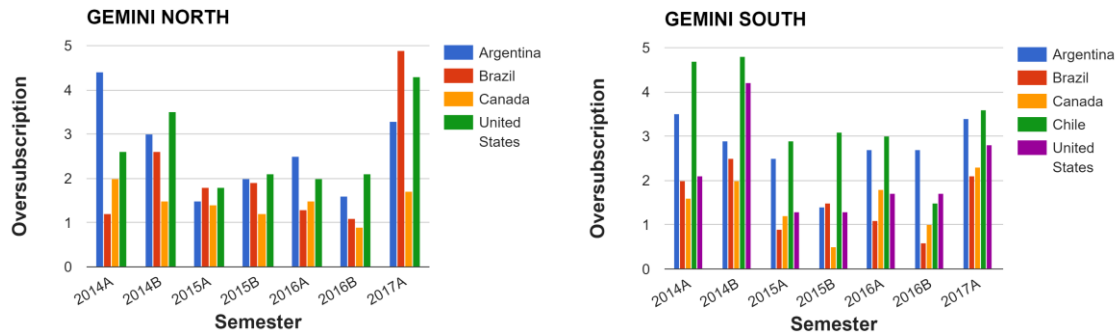 GEMINI NORTH
Oversubscription
5
4
3
2
1
0
2014A
2014B
2015A
2015B
2016A
2016B
2017A
Semester
Argentina
Brazil
Canada
United
States
GEMINI SOUTH
Oversubscription
5
4
3
2
1
0
2014A
2014B
2015A
2015B
2016A
2016B
2017A
Semester
Argentina
Brazil
Canada
Chile
United
States